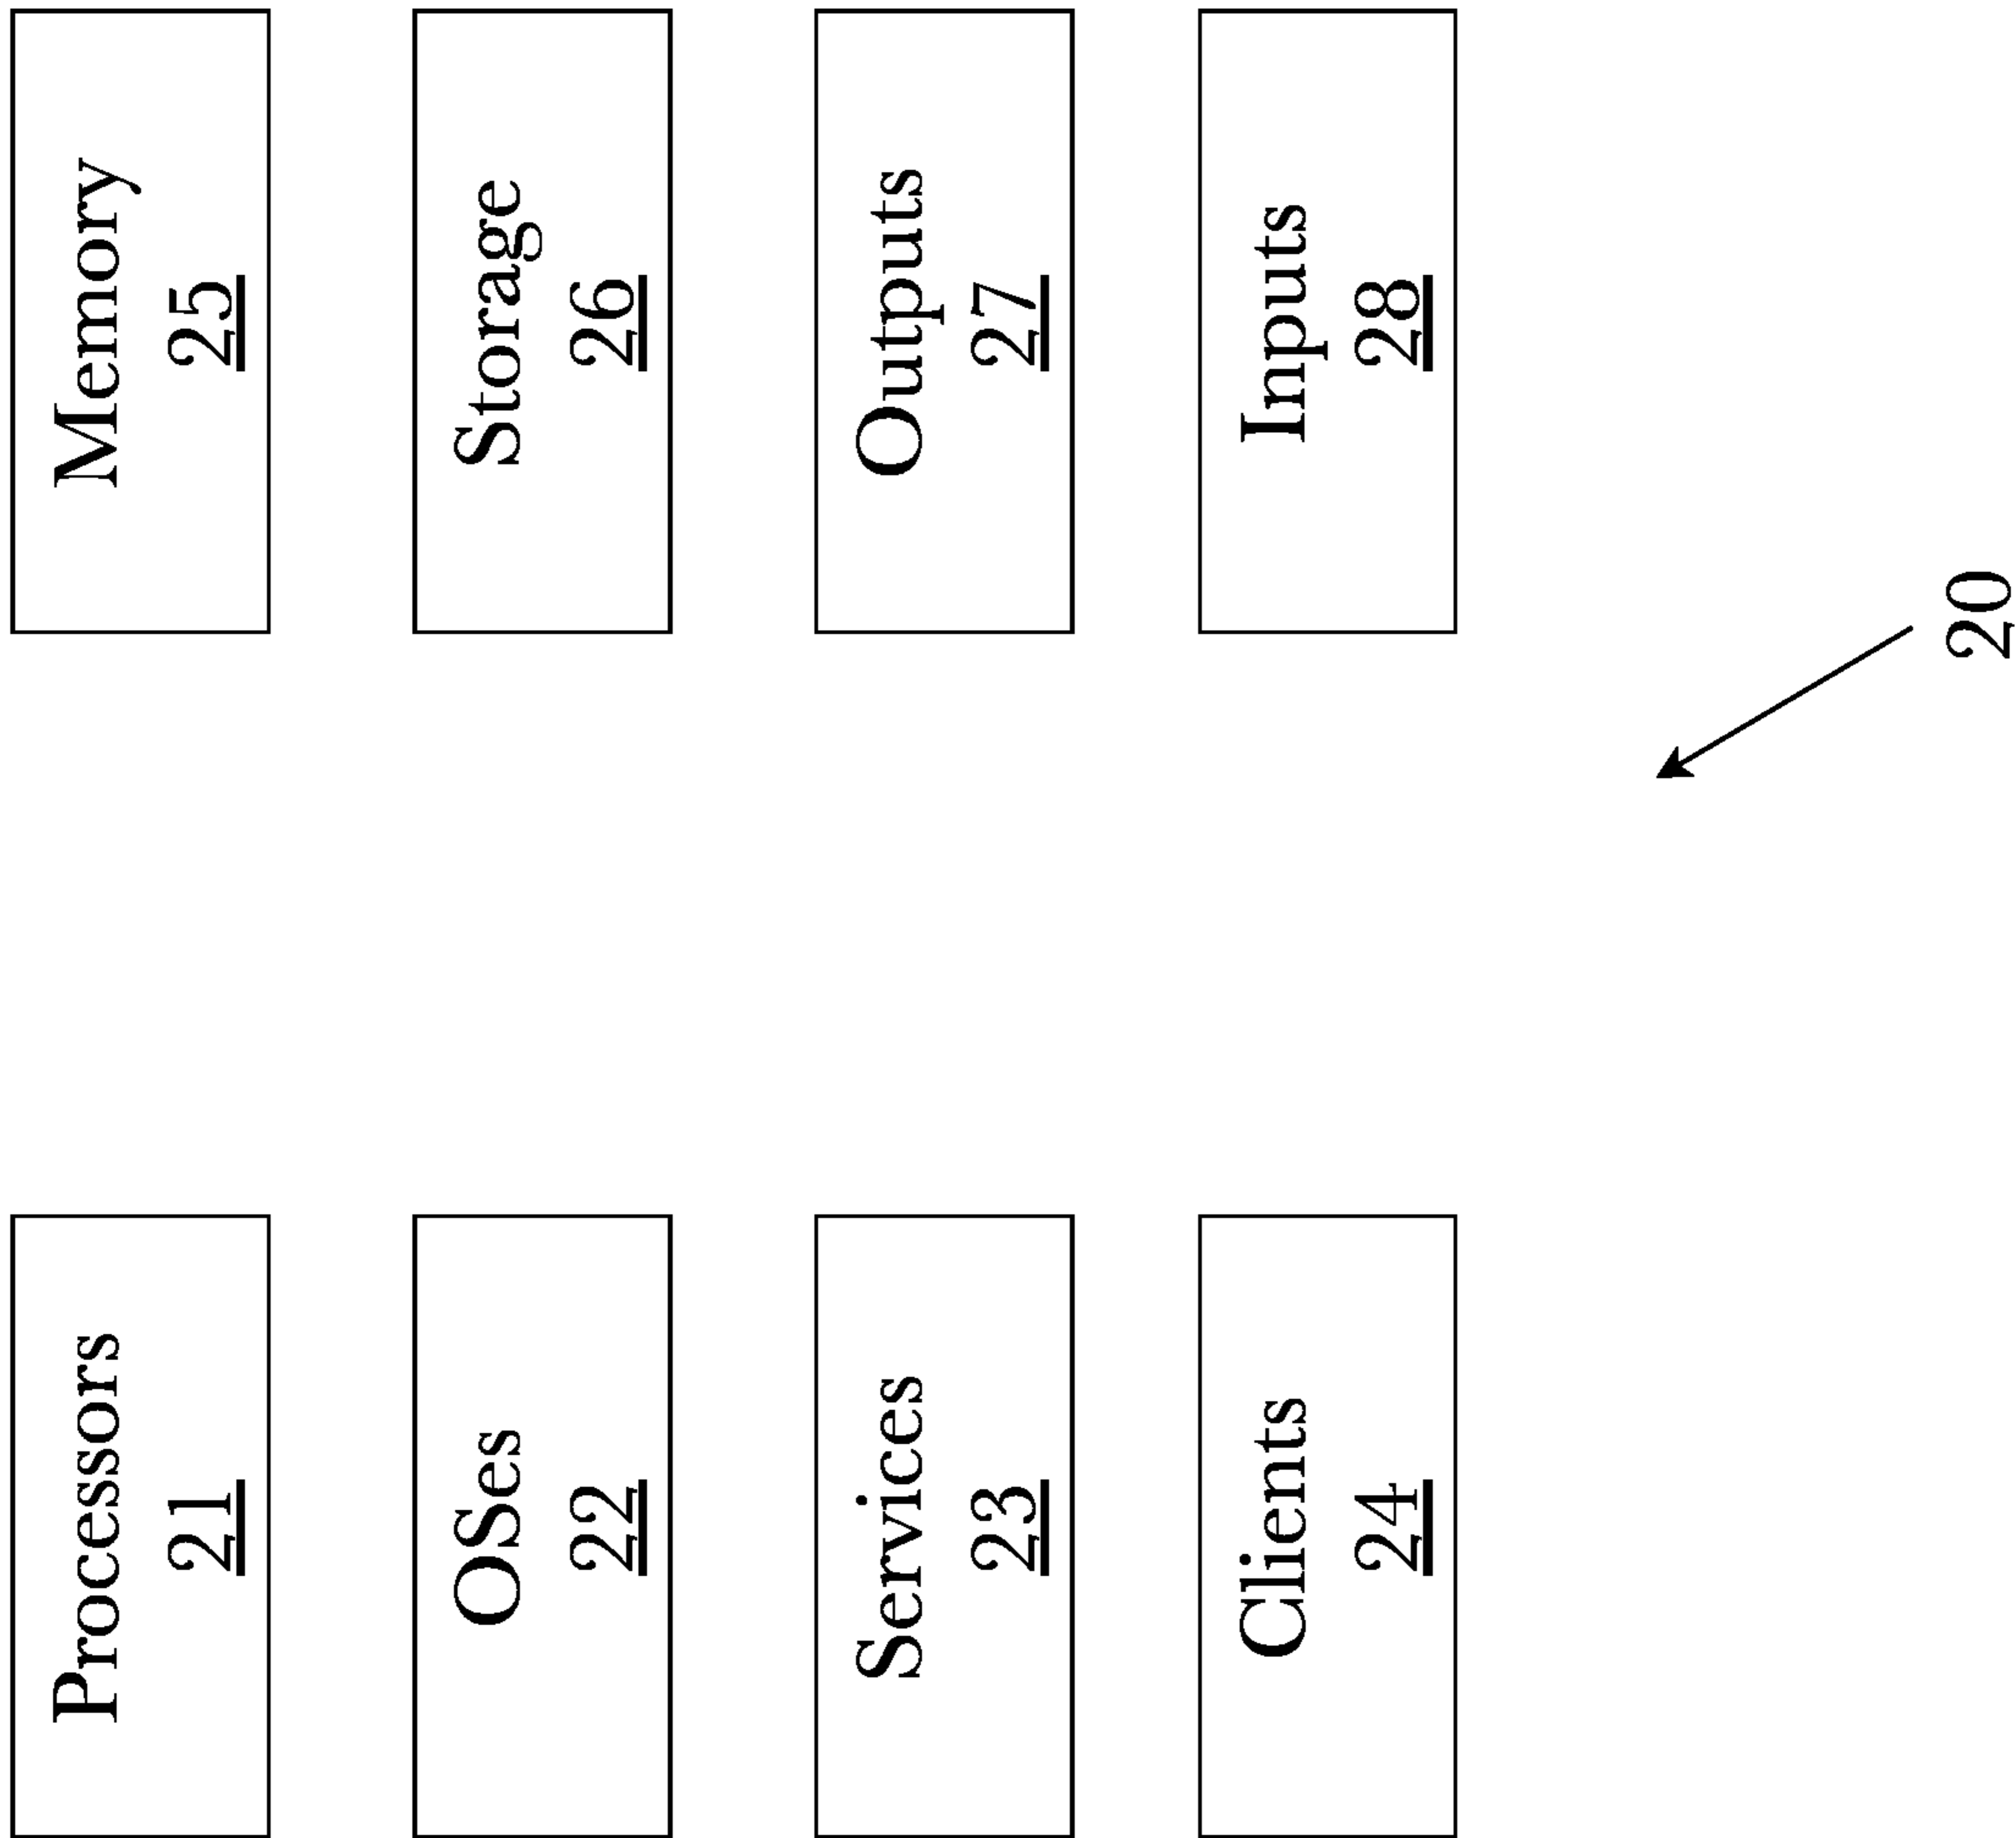 Processors
21
Memory
25
OSes
22
Storage
26
Services
23
Outputs
27
Clients
24
Inputs
28
20